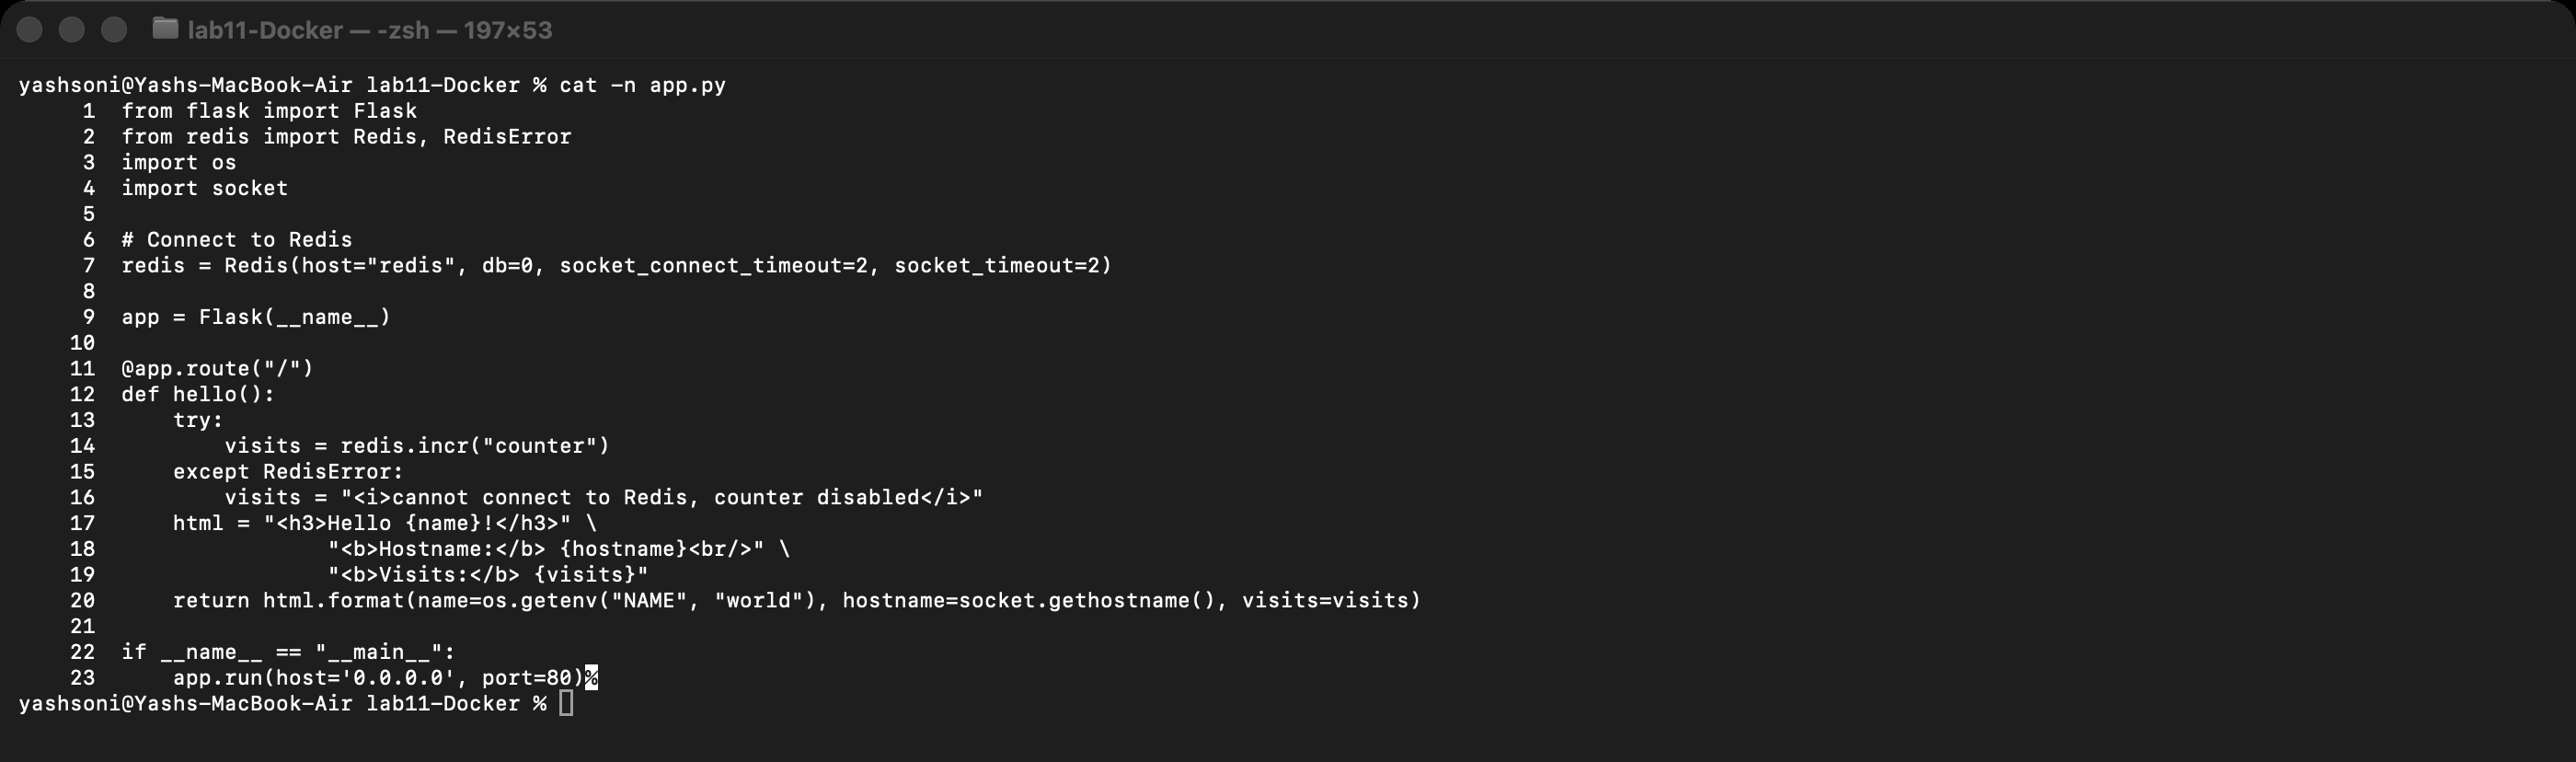 lab11-Docker — -zsh — 197×53
yashsoni@Yashs-MacBook-Air lab11-Docker % cat -n app.py
     1  from flask import Flask
     2  from redis import Redis, RedisError
     3  import os
     4  import socket
     5
     6  # Connect to Redis
     7  redis = Redis(host="redis", db=0, socket_connect_timeout=2, socket_timeout=2)
     8
     9  app = Flask(__name__)
    10
    11  @app.route("/")
    12  def hello():
    13      try:
    14          visits = redis.incr("counter")
    15      except RedisError:
    16          visits = "<i>cannot connect to Redis, counter disabled</i>"
    17      html = "<h3>Hello {name}!</h3>" \
    18                  "<b>Hostname:</b> {hostname}<br/>" \
    19                  "<b>Visits:</b> {visits}"
    20      return html.format(name=os.getenv("NAME", "world"), hostname=socket.gethostname(), visits=visits)
    21
    22  if __name__ == "__main__":
    23      app.run(host='0.0.0.0', port=80)%
yashsoni@Yashs-MacBook-Air lab11-Docker %